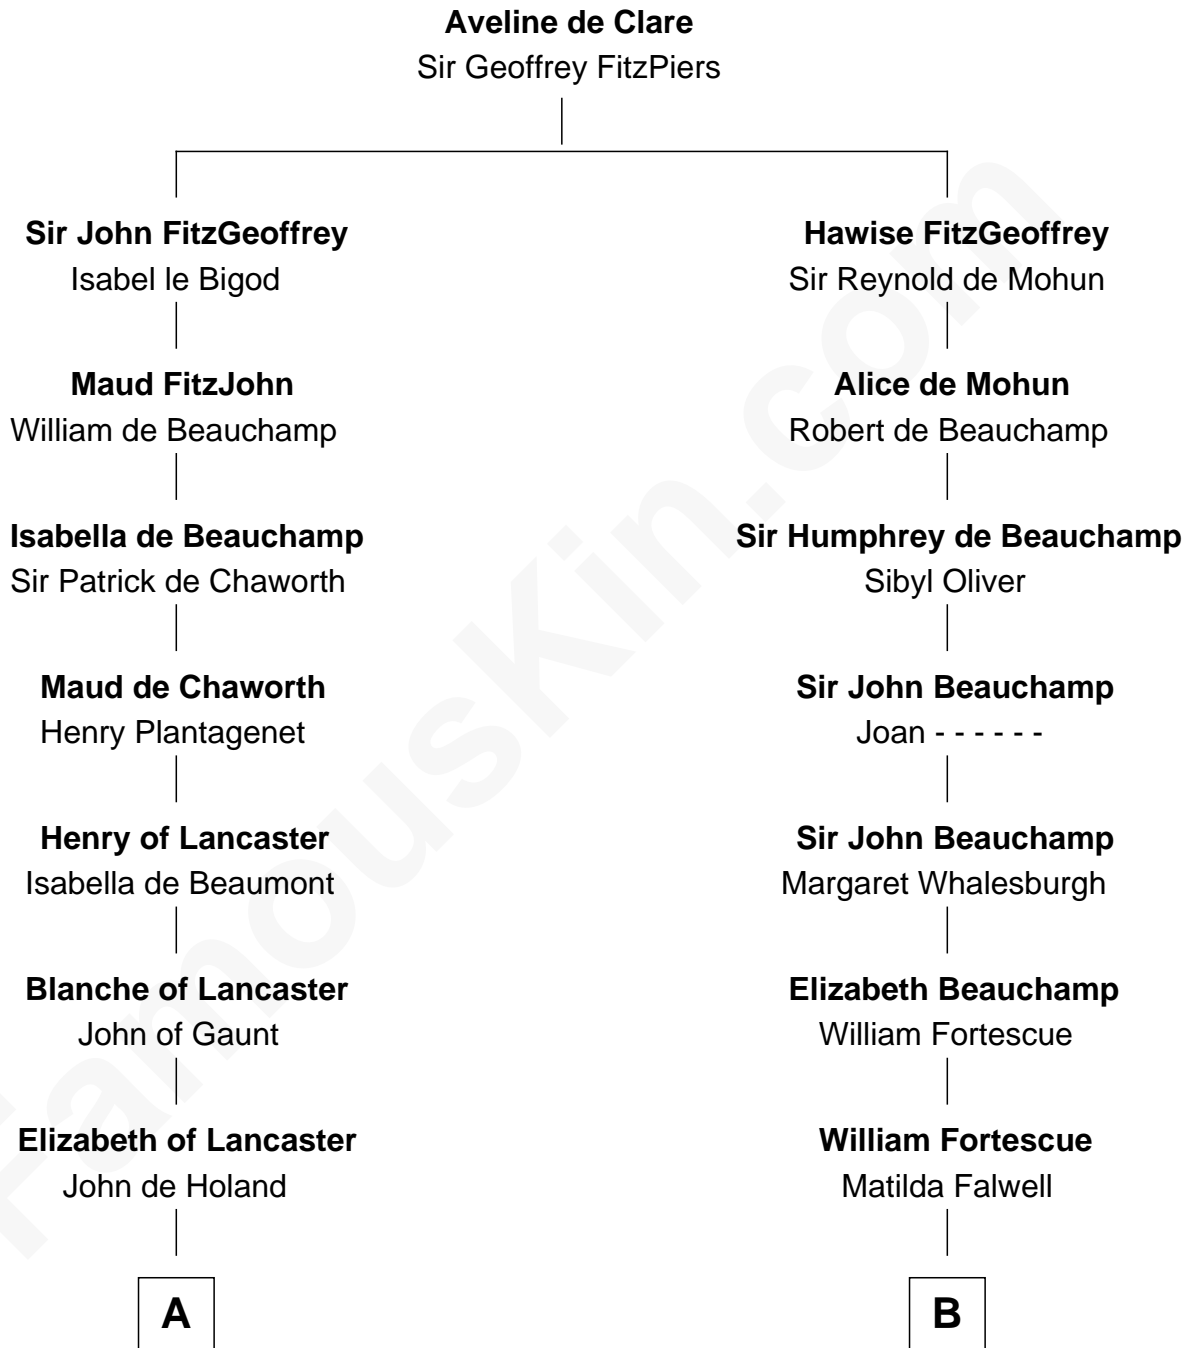 Aveline de Clare
Sir Geoffrey FitzPiers
Sir John FitzGeoffrey
Isabel le Bigod
Hawise FitzGeoffrey
Sir Reynold de Mohun
Maud FitzJohn
William de Beauchamp
Alice de Mohun
Robert de Beauchamp
Isabella de Beauchamp
Sir Patrick de Chaworth
Sir Humphrey de Beauchamp
Sibyl Oliver
Maud de Chaworth
Henry Plantagenet
Sir John Beauchamp
Joan - - - - - -
Henry of Lancaster
Isabella de Beaumont
Sir John Beauchamp
Margaret Whalesburgh
Blanche of Lancaster
John of Gaunt
Elizabeth Beauchamp
William Fortescue
Elizabeth of Lancaster
John de Holand
William Fortescue
Matilda Falwell
A
B
FamousKin.com